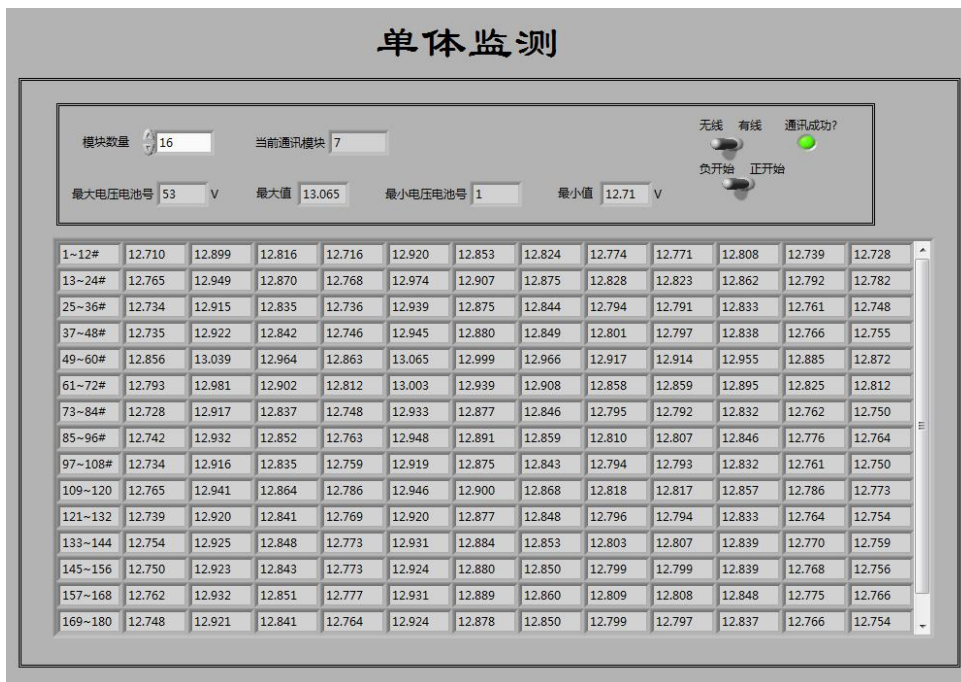 单体监测
无线 有线 通讯成功?
模块数量 16 当前通讯模块 7
负开始 正开始
最大电压电池号 53 V 最大值 13.065 最小电压电池号 1 最小值 12.71 V
1~12# 12.710 12.899 12.816 12.716 12.920 12.853 12.824 12.774 12.771 12.808 12.739 12.728
13~24# 12.765 12.949 12.870 12.768 12.974 12.907 12.875 12.828 12.823 12.862 12.792 12.782
25~36# 12.734 12.915 12.835 12.736 12.939 12.875 12.844 12.794 12.791 12.833 12.761 12.748
37~48# 12.735 12.922 12.842 12.746 12.945 12.880 12.849 12.801 12.797 12.838 12.766 12.755
49~60# 12.856 13.039 12.964 12.863 13.065 12.999 12.966 12.917 12.914 12.955 12.885 12.872
61~72# 12.793 12.981 12.902 12.812 13.003 12.939 12.908 12.858 12.859 12.895 12.825 12.812
73~84# 12.728 12.917 12.837 12.748 12.933 12.877 12.846 12.795 12.792 12.832 12.762 12.750
85~96# 12.742 12.932 12.852 12.763 12.948 12.891 12.859 12.810 12.807 12.846 12.776 12.764
97~108# 12.734 12.916 12.835 12.759 12.919 12.875 12.843 12.794 12.793 12.832 12.761 12.750
109~120 12.765 12.941 12.864 12.786 12.946 12.900 12.868 12.818 12.817 12.857 12.786 12.773
121~132 12.739 12.920 12.841 12.769 12.920 12.877 12.848 12.796 12.794 12.833 12.764 12.754
133~144 12.754 12.925 12.848 12.773 12.931 12.884 12.853 12.803 12.807 12.839 12.770 12.759
145~156 12.750 12.923 12.843 12.773 12.924 12.880 12.850 12.799 12.799 12.839 12.768 12.756
157~168 12.762 12.932 12.851 12.777 12.931 12.889 12.860 12.809 12.808 12.848 12.775 12.766
169~180 12.748 12.921 12.841 12.764 12.924 12.878 12.850 12.799 12.797 12.837 12.766 12.754